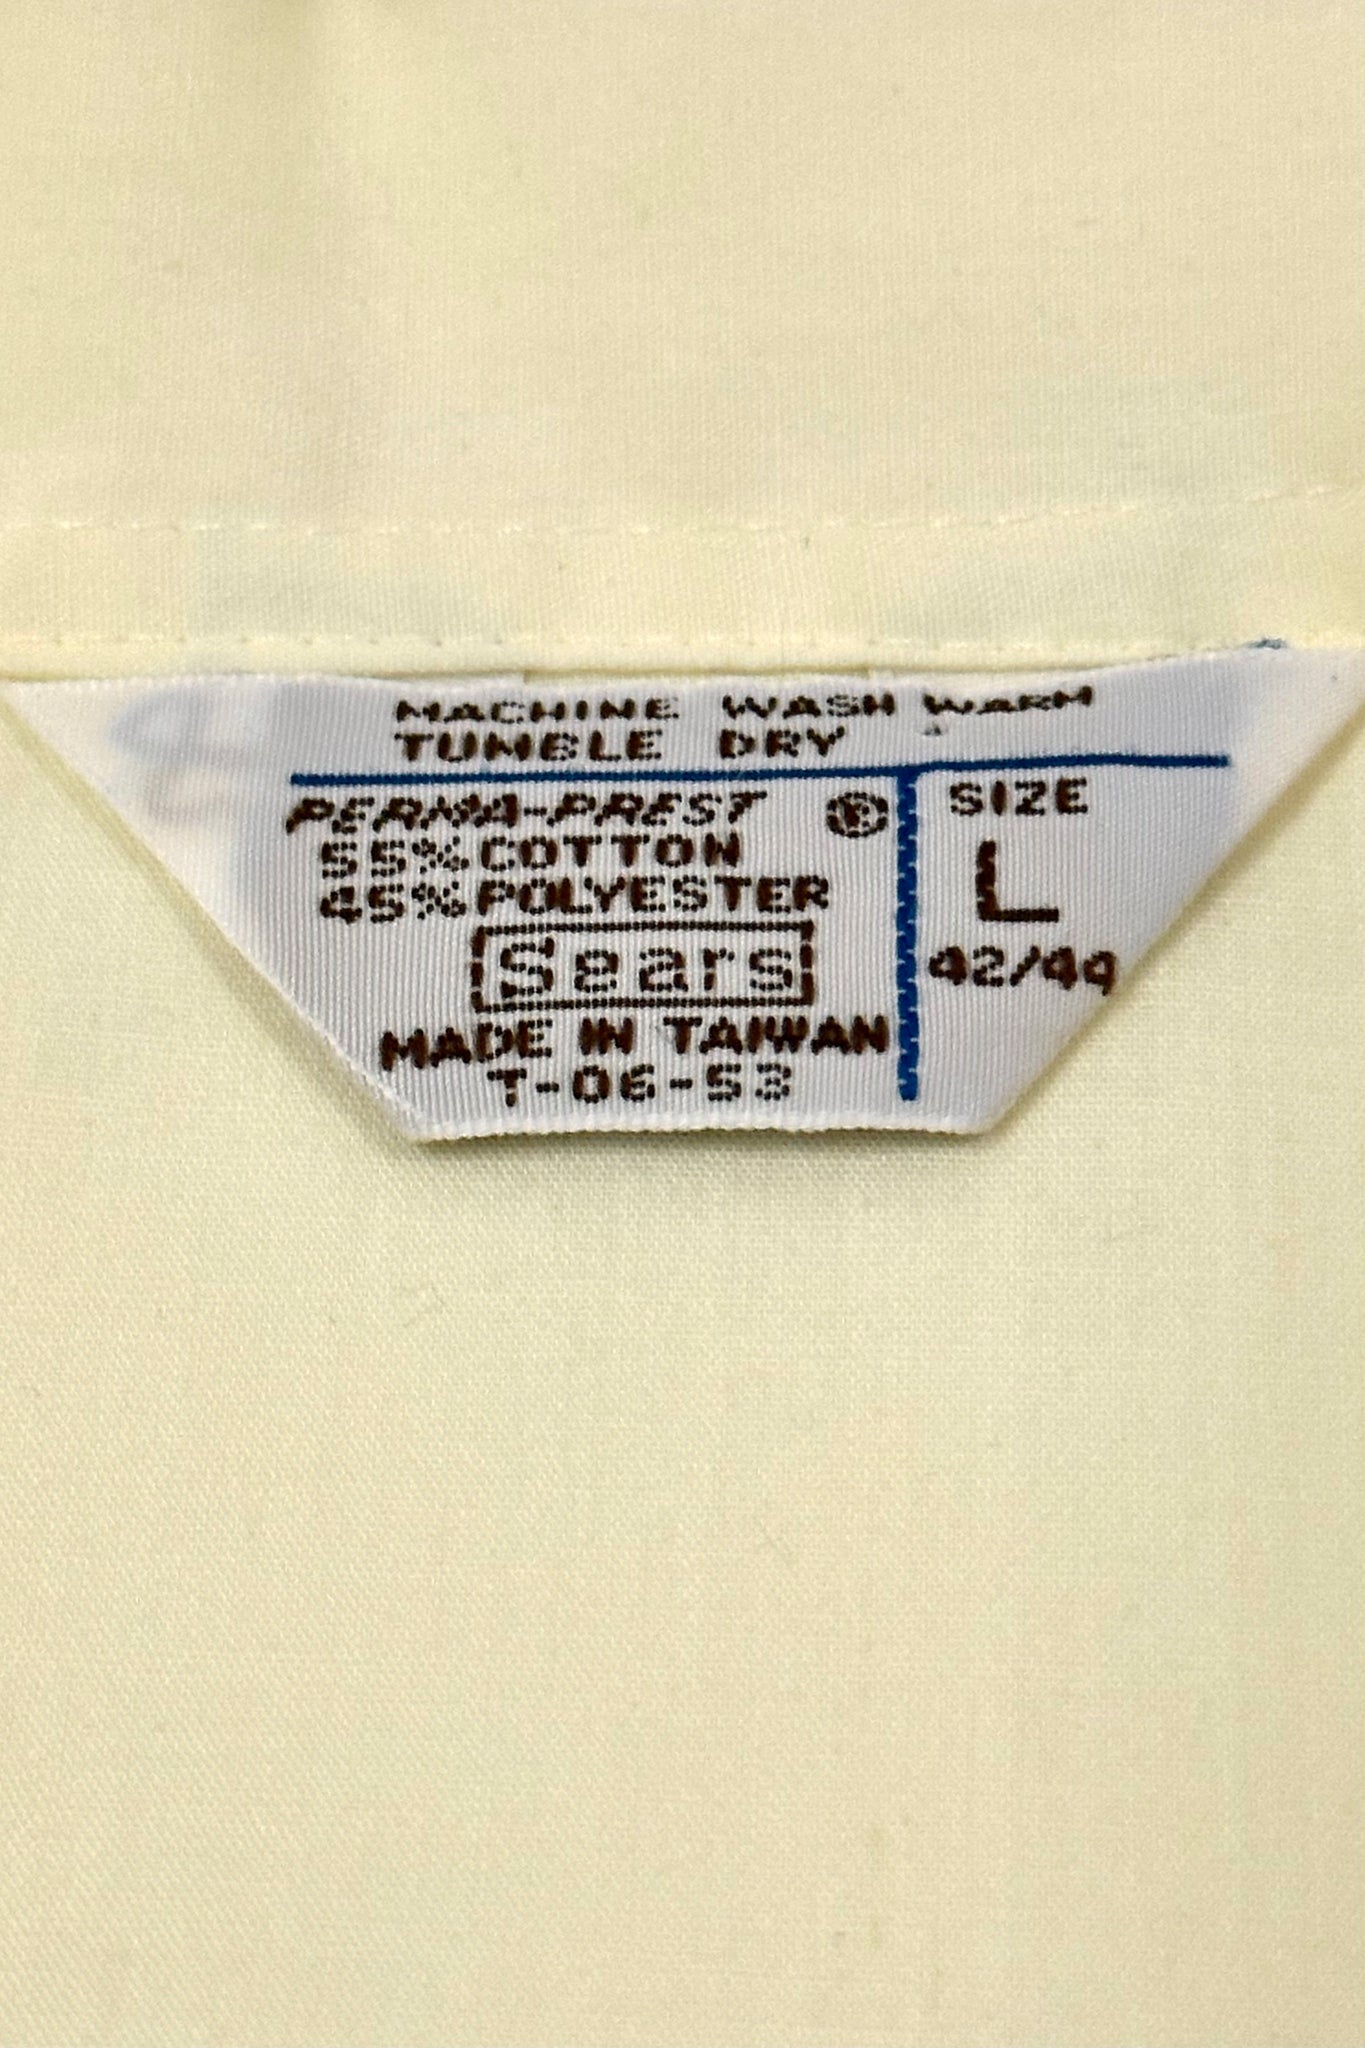 MACHINE WASH WARM
TUMBLE DRY
PERMA-PREST ®
55% COTTON
45% POLYESTER
Sears
MADE IN TAIWAN
T-06-53
SIZE
L
42/44